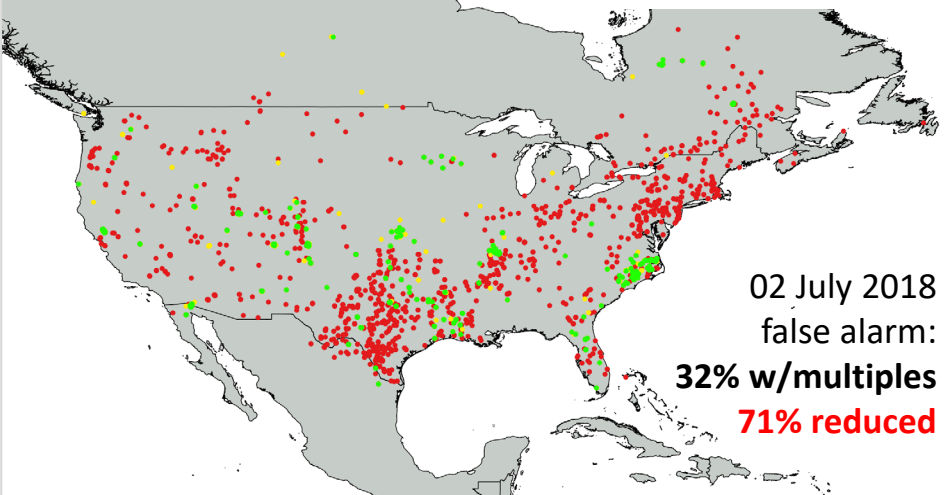 02 July 2018
false alarm:
32% w/multiples
71% reduced